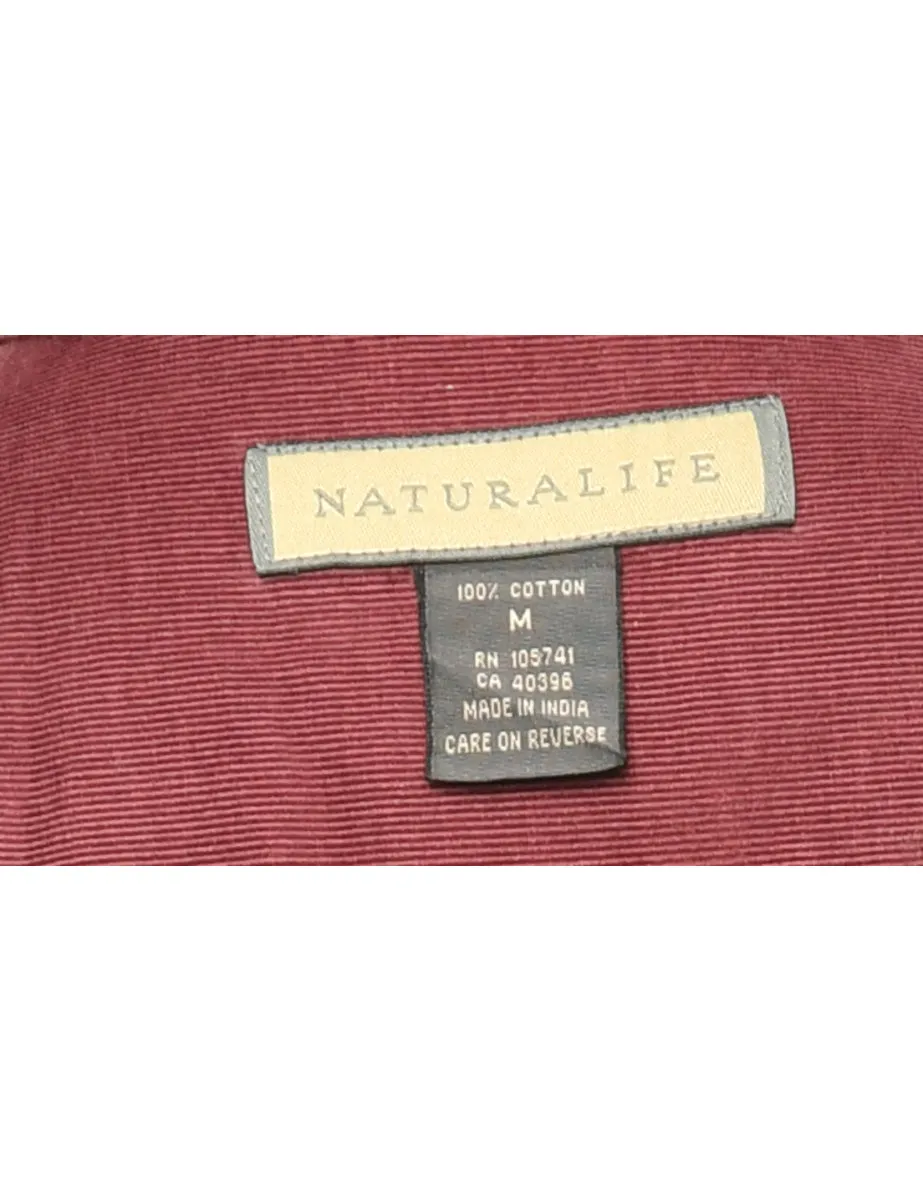 NATURALIFE
100% COTTON
M
RN 105741
CA 40396
MADE IN INDIA
CARE ON REVERSE